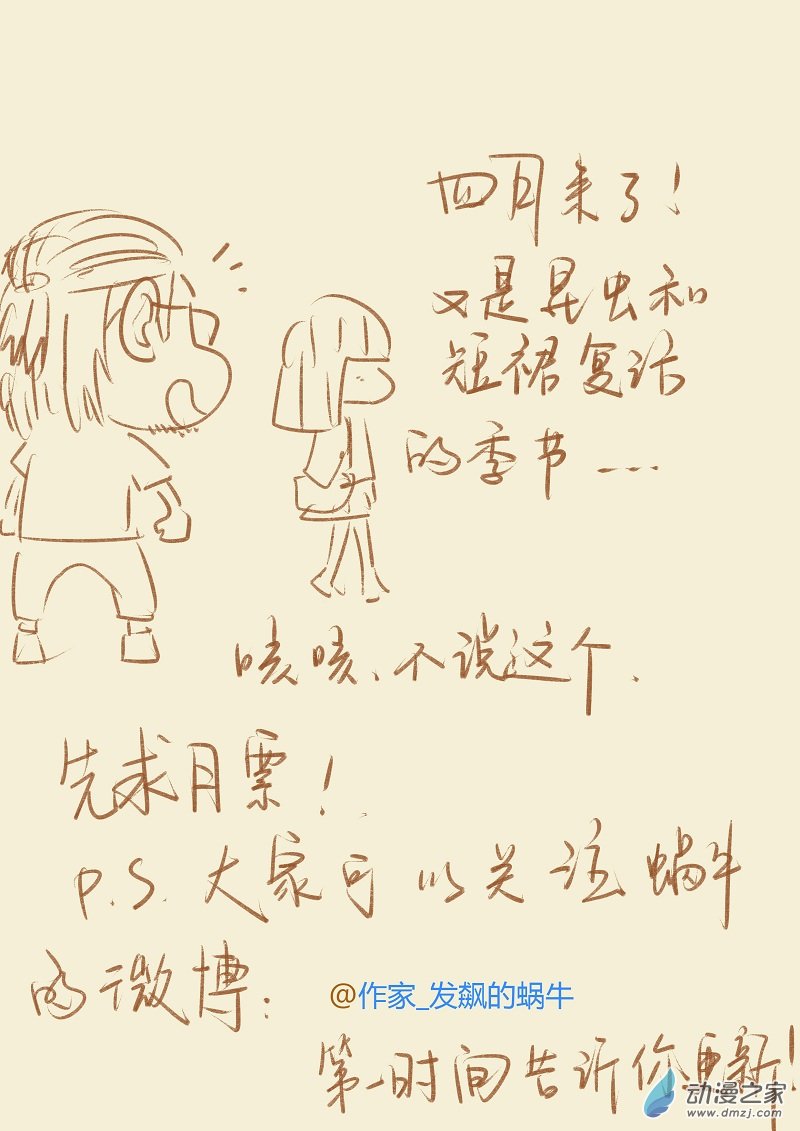 四月来了！
又是昆虫和
短裙复活
的季节……
咳咳、不说这个、
先求月票！
P.S.大家可以关注蜗牛
的微博：@作家_发飙的蜗牛
第一时间告诉你更新！
动漫之家
www.dmzj.com